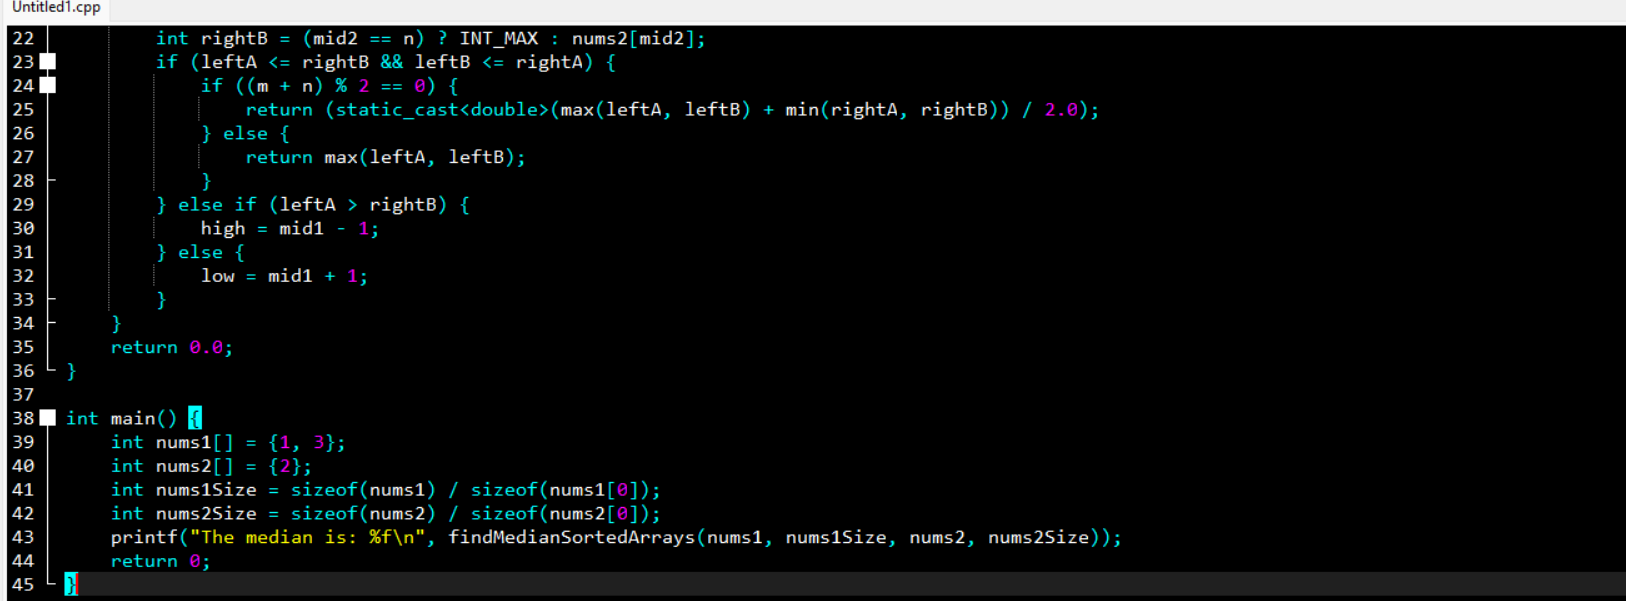 Untitled1.cpp
22 int rightB = (mid2 == n) ? INT_MAX : nums2[mid2];
23 if (leftA <= rightB && leftB <= rightA) {
24 if ((m + n) % 2 == 0) {
25 return (static_cast<double>(max(leftA, leftB) + min(rightA, rightB)) / 2.0);
26 } else {
27 return max(leftA, leftB);
28 }
29 } else if (leftA > rightB) {
30 high = mid1 - 1;
31 } else {
32 low = mid1 + 1;
33 }
34 }
35 return 0.0;
36 }
37
38 int main() {
39 int nums1[] = {1, 3};
40 int nums2[] = {2};
41 int nums1Size = sizeof(nums1) / sizeof(nums1[0]);
42 int nums2Size = sizeof(nums2) / sizeof(nums2[0]);
43 printf("The median is: %f\n", findMedianSortedArrays(nums1, nums1Size, nums2, nums2Size));
44 return 0;
45 }